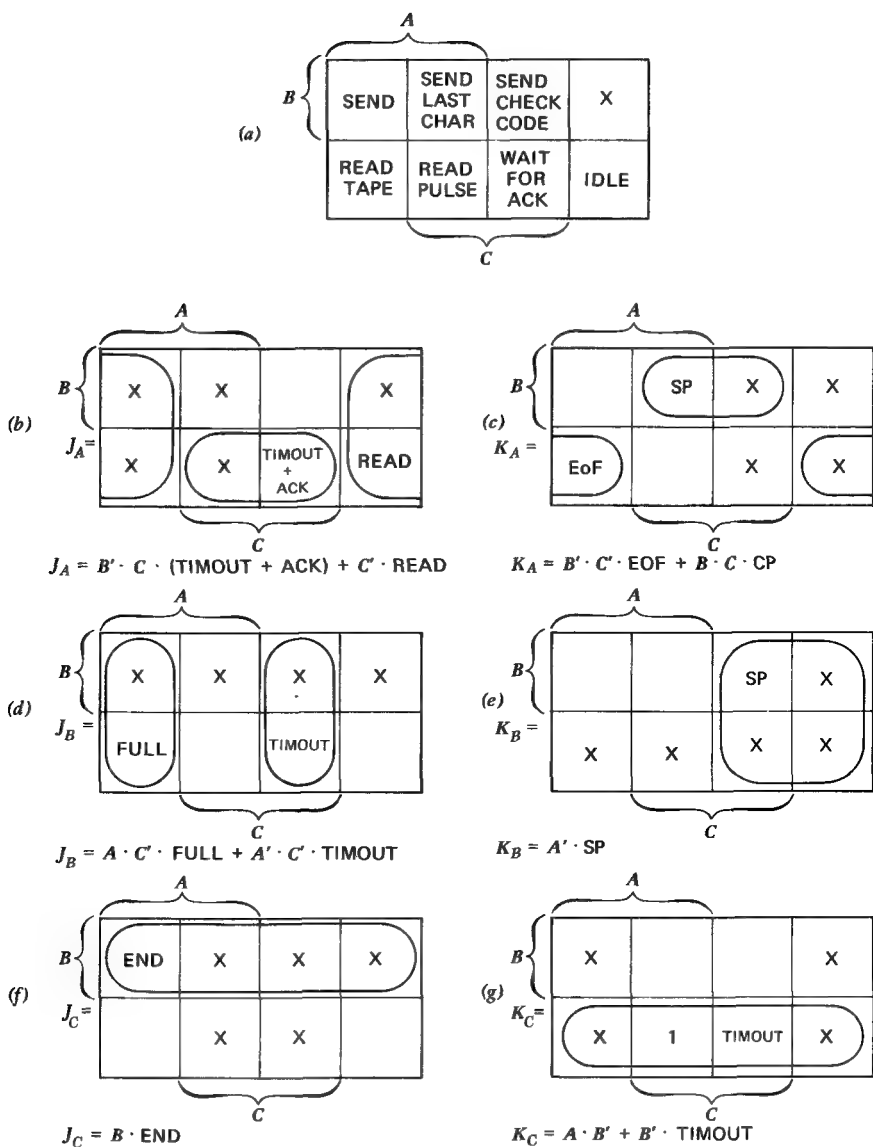 A
B
(a)
SEND
SEND LAST CHAR
SEND CHECK CODE
X
READ TAPE
READ PULSE
WAIT FOR ACK
IDLE
C
A
B
(b)
J_A=
X
X
X
X
X
TIMOUT + ACK
READ
C
J_A = B' · C · (TIMOUT + ACK) + C' · READ
A
B
(c)
K_A =
SP
X
X
EoF
X
X
C
K_A = B' · C' · EOF + B · C · CP
A
B
(d)
J_B =
X
X
X
X
FULL
TIMOUT
C
J_B = A · C' · FULL + A' · C' · TIMOUT
A
B
(e)
K_B =
SP
X
X
X
X
X
C
K_B = A' · SP
A
B
(f)
J_C=
END
X
X
X
X
X
C
J_C = B · END
A
B
(g)
K_C=
X
X
X
1
TIMOUT
X
C
K_C = A · B' + B' · TIMOUT